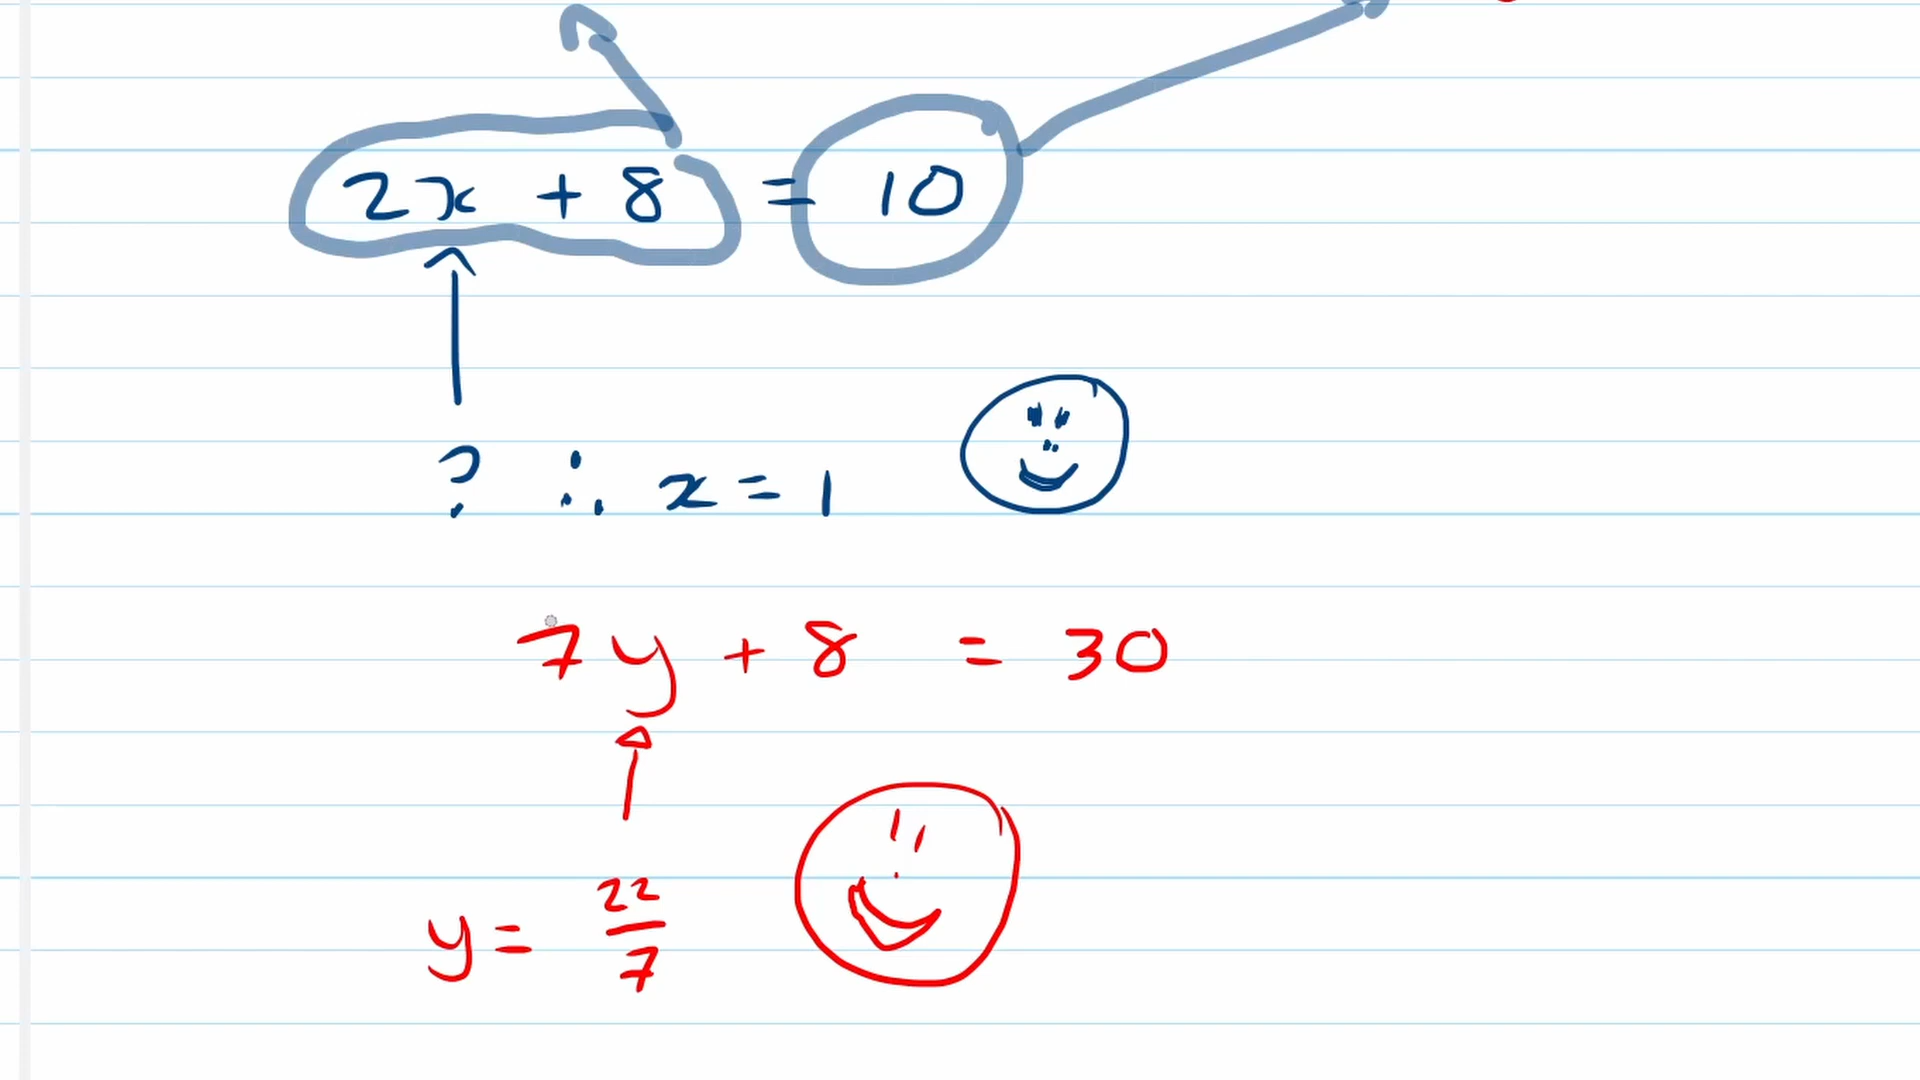 2x + 8 = 10
? ∴ x = 1
7y + 8 = 30
y = 22/7